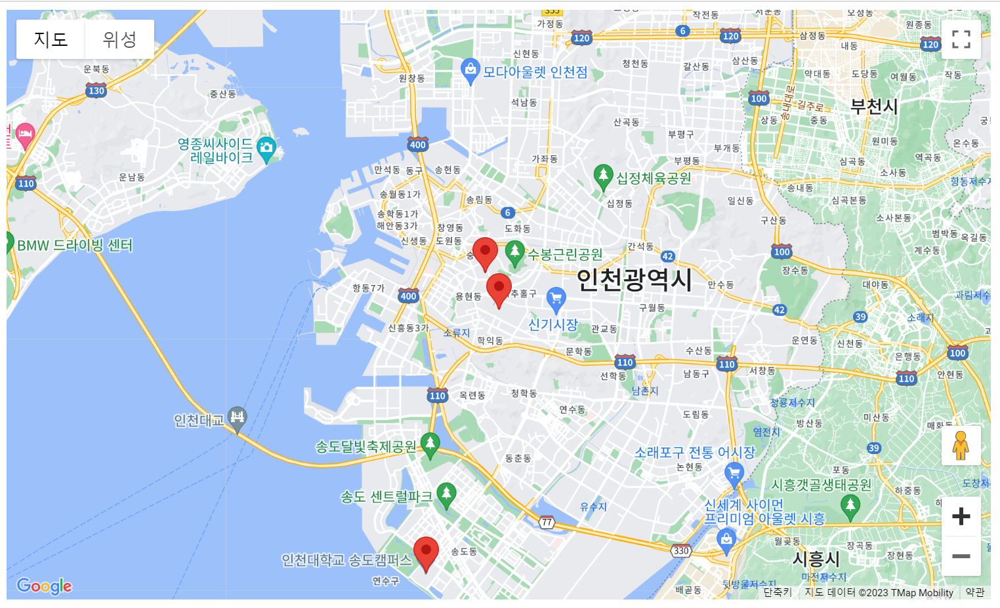 355
고강동
작전동
서운동
오정동
지도
위성
가정동
6
120
120
삼정동
원종동
내동
120
신현동
청천동
갈산동
삼산동
운북동
130
모다아울렛 인천점
원창동
약대동
도당동
여월동
작동
중산동
석남동
100
송내대로
길주로
부천시
상동
중동
산곡동
영종씨사이드
레일바이크
400
부평구
부개동
원미동
온수동
가좌동
부평동
심곡동
역곡동
운남동
110
만석동
동구
송현동
십정체육공원
소사동
항동저수지
송내동
송월동1가
송림동
십정동
일신동
심곡본동
송학동1가
6
구산동
소사본동
해안동3가
창영동
도화동
범박동
옥길동
BMW 드라이빙 센터
신생동
도원동
간석동
42
100
계수동
숭
수봉근린공원
인천광역시
장수동
항동7가
400
용현동
추홀구
만수동
대야동
과림저수지
신기시장
구월동
42
39
소래지
신흥동3가
소류지
학익동
관교동
운연동
신천동
문학동
수산동
은행동
100
110
110
선학동
남동구
서창동
110
안현동
110
옥련동
청학동
남촌지
청룡저수지
인천대교
연수동
도림동
방산동
미산동
매화동
염전지
송도달빛축제공원
동춘동
소래포구 전통 어시장
논현동
39
포동
시흥갯골생태공원
하중동
도창저수지
송도 센트럴파크
유수지
신세계 사이먼
프리미엄 아울렛 시흥
77
330
월곶동
장곡동
장현동
인천대학교 송도캠퍼스
송도동
시흥시
연수구
마전저수지
Google
배곧동
뒷방울저수지
단축키
지도 데이터 ©2023 TMap Mobility
약관